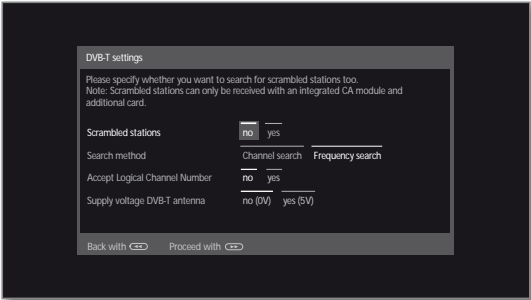 DVB-T settings
Please specify whether you want to search for scrambled stations too.
Note: Scrambled stations can only be received with an integrated CA module and
additional card.
Scrambled stations no yes
Search method Channel search Frequency search
Accept Logical Channel Number no yes
Supply voltage DVB-T antenna no (0V) yes (5V)
Back with Proceed with